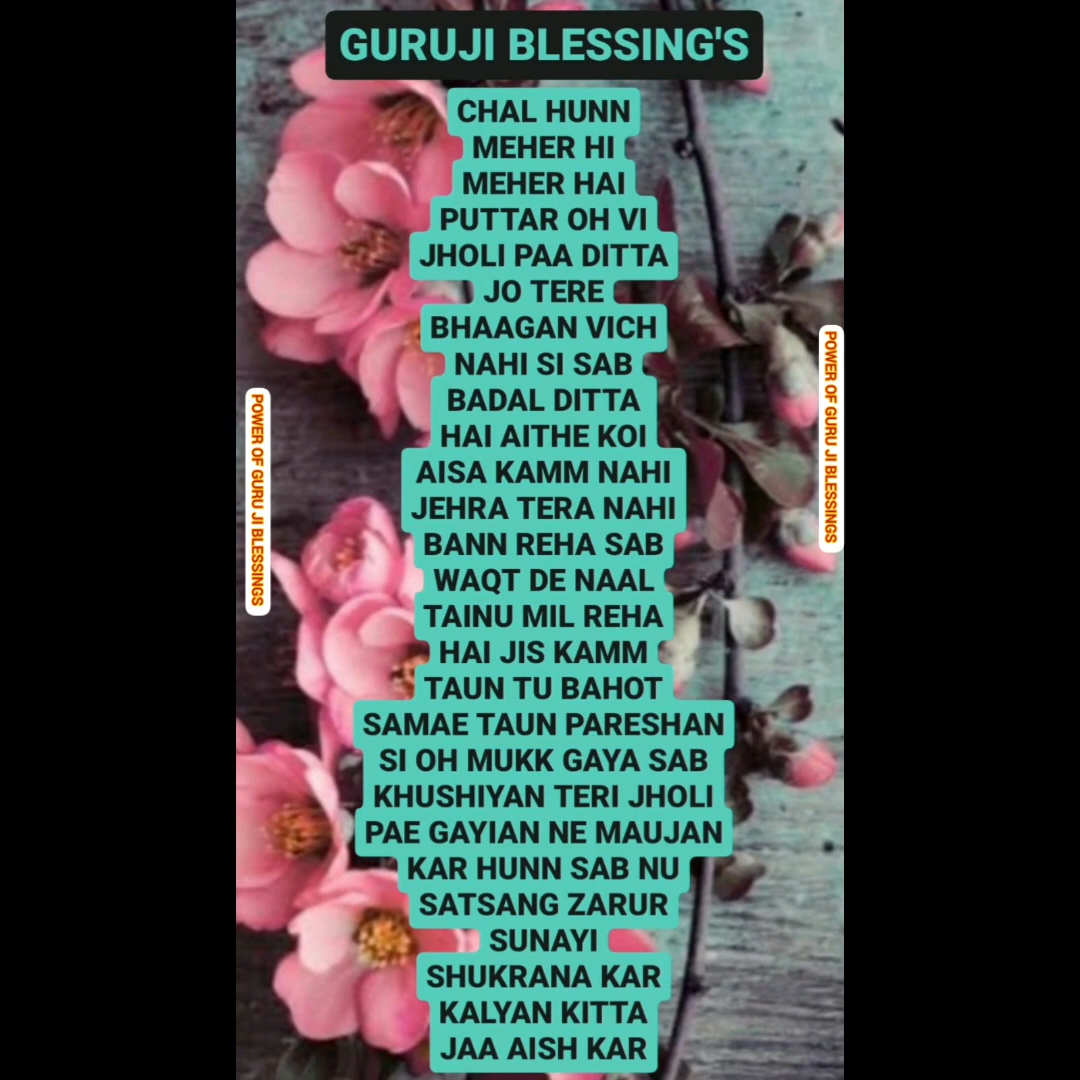 GURUJI BLESSING'S
CHAL HUNN
MEHER HI
MEHER HAI
PUTTAR OH VI
JHOLI PAA DITTA
JO TERE
BHAAGAN VICH
NAHI SI SAB
BADAL DITTA
HAI AITHE KOI
AISA KAMM NAHI
JEHRA TERA NAHI
BANN REHA SAB
WAQT DE NAAL
TAINU MIL REHA
HAI JIS KAMM
TAUN TU BAHOT
SAMAE TAUN PARESHAN
SI OH MUKK GAYA SAB
KHUSHIYAN TERI JHOLI
PAE GAYIAN NE MAUJAN
KAR HUNN SAB NU
SATSANG ZARUR
SUNAYI
SHUKRANA KAR
KALYAN KITTA
JAA AISH KAR
POWER OF GURU JI BLESSINGS
POWER OF GURU JI BLESSINGS